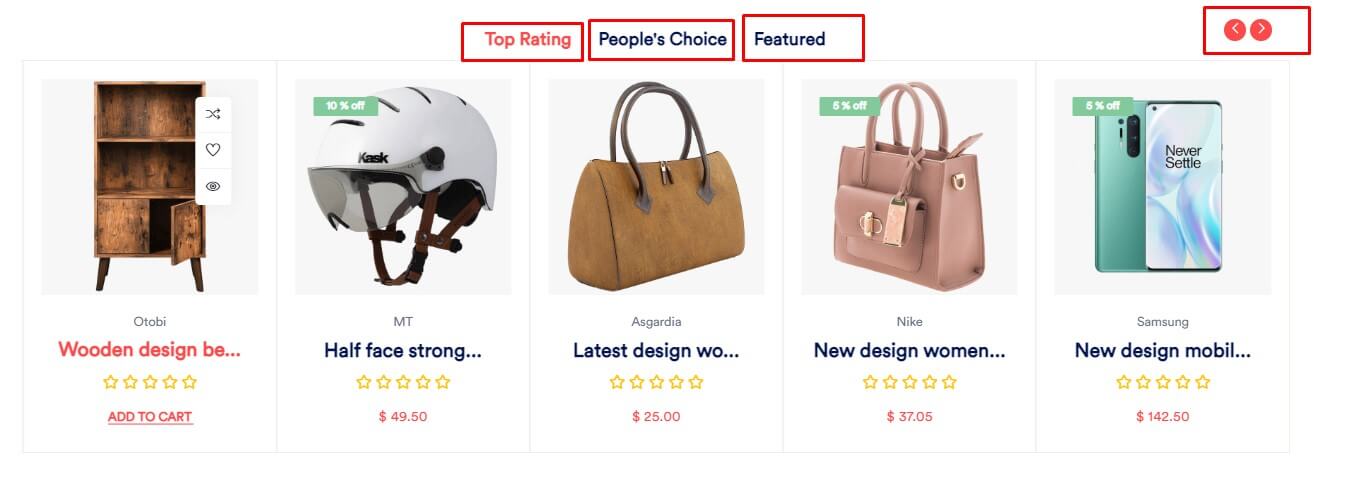 Top Rating People's Choice Featured
10 % off
Kask
5 % off
5 % off
Never
Settle
Otobi
MT
Asgardia
Nike
Samsung
Wooden design be...
Half face strong...
Latest design wo...
New design women...
New design mobil...
ADD TO CART
$ 49.50
$ 25.00
$ 37.05
$ 142.50